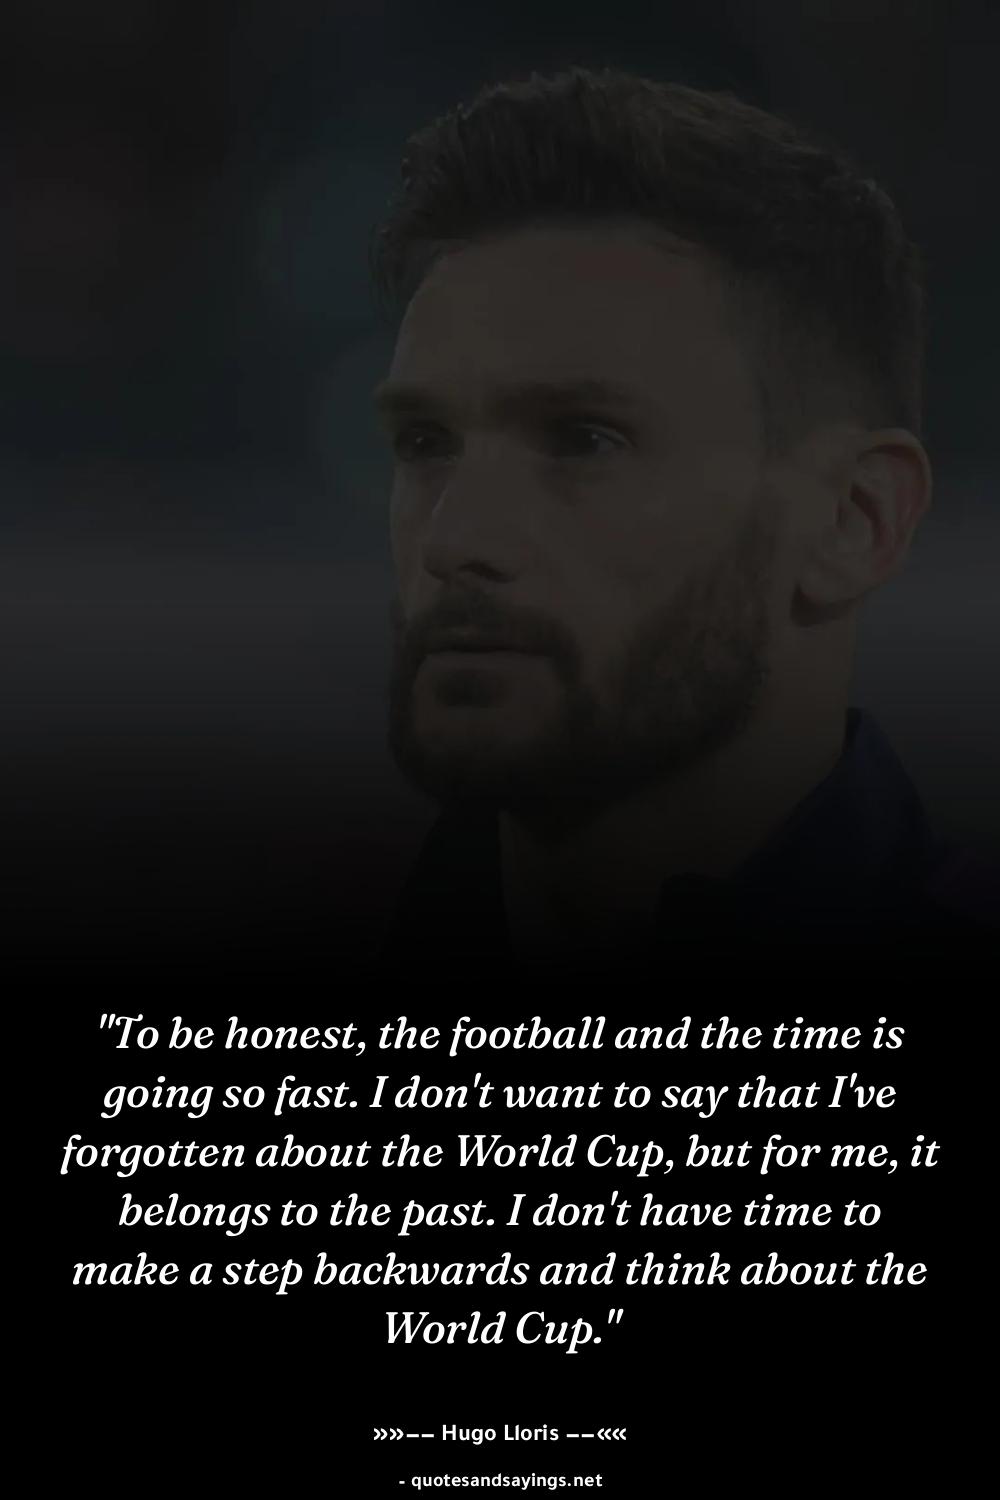 "To be honest, the football and the time is
going so fast. I don't want to say that I've
forgotten about the World Cup, but for me, it
belongs to the past. I don't have time to
make a step backwards and think about the
World Cup."
»»–– Hugo Lloris ––««
- quotesandsayings.net